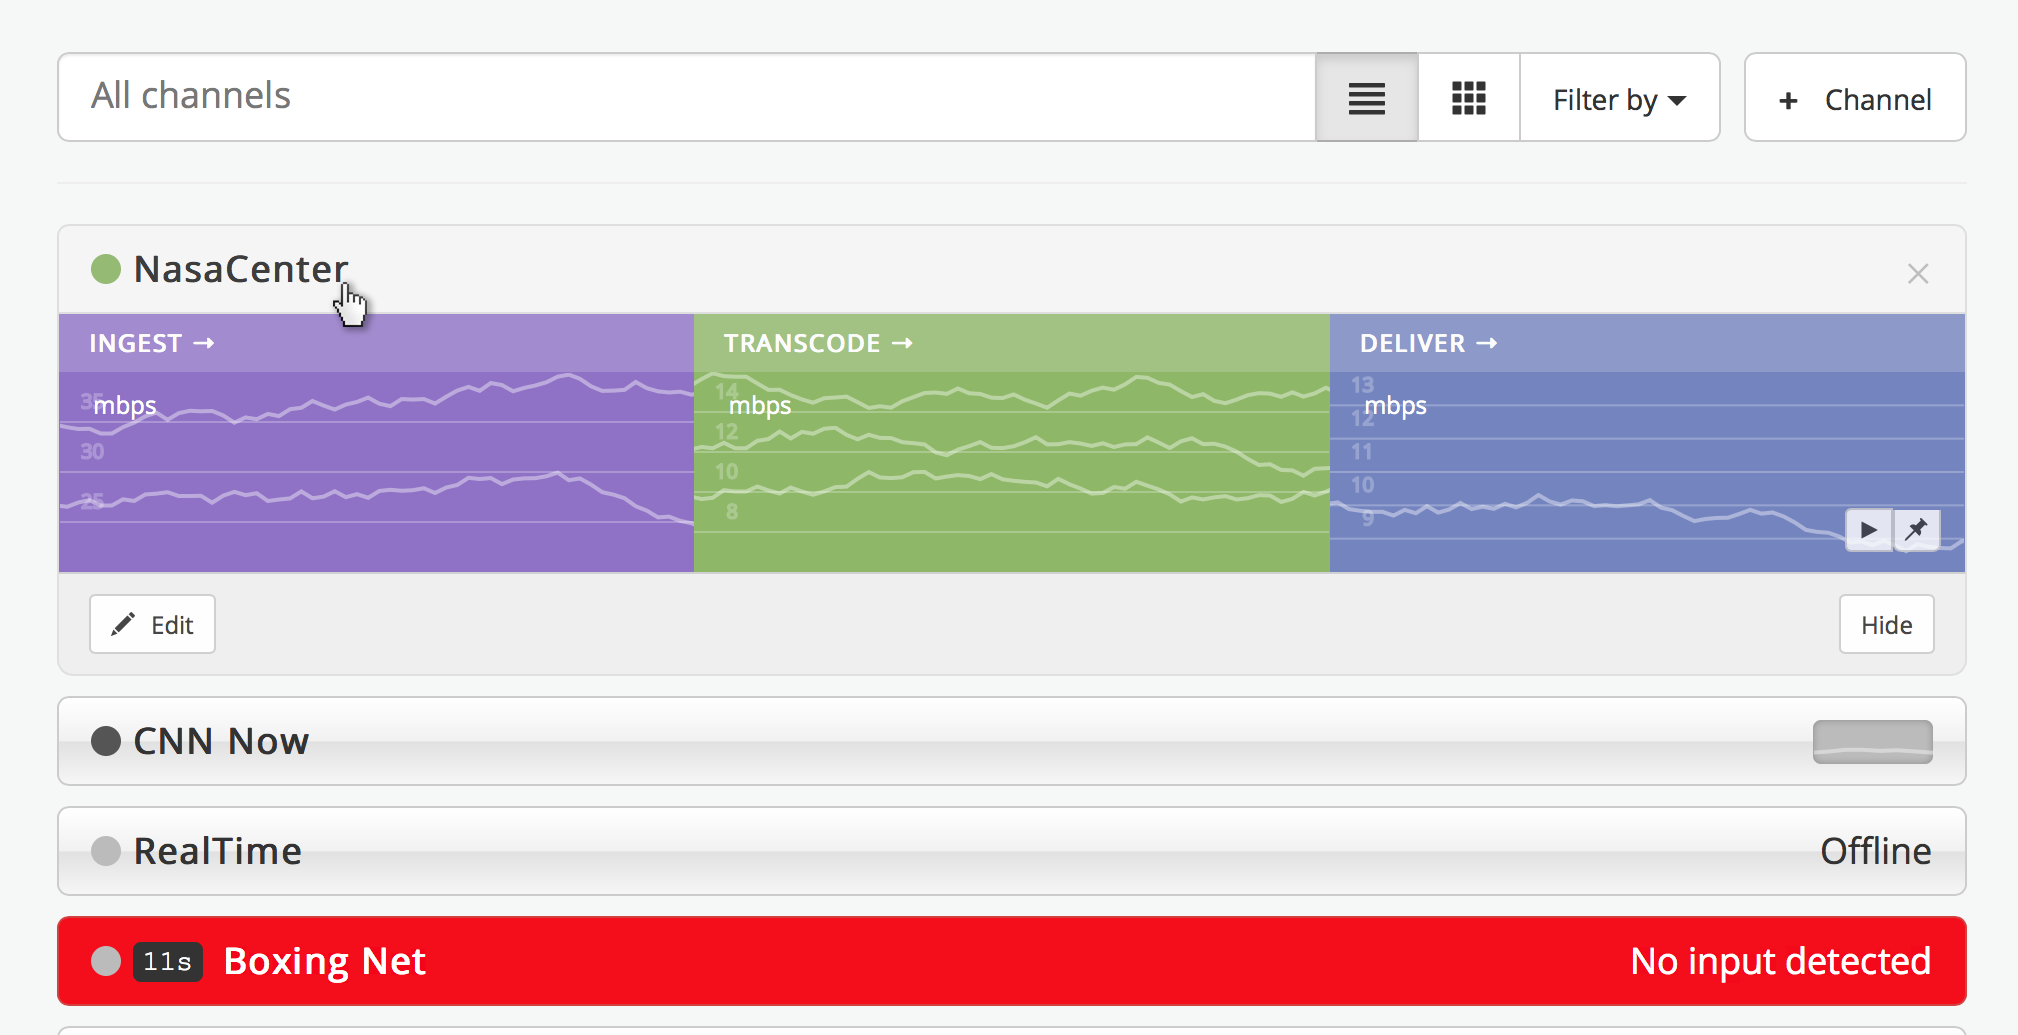 All channels
Filter by
+ Channel
NasaCenter
INGEST →
TRANSCODE →
DELIVER →
35
mbps
30
25
14
mbps
12
10
8
13
mbps
12
11
10
9
Edit
Hide
CNN Now
RealTime
Offline
11s Boxing Net
No input detected